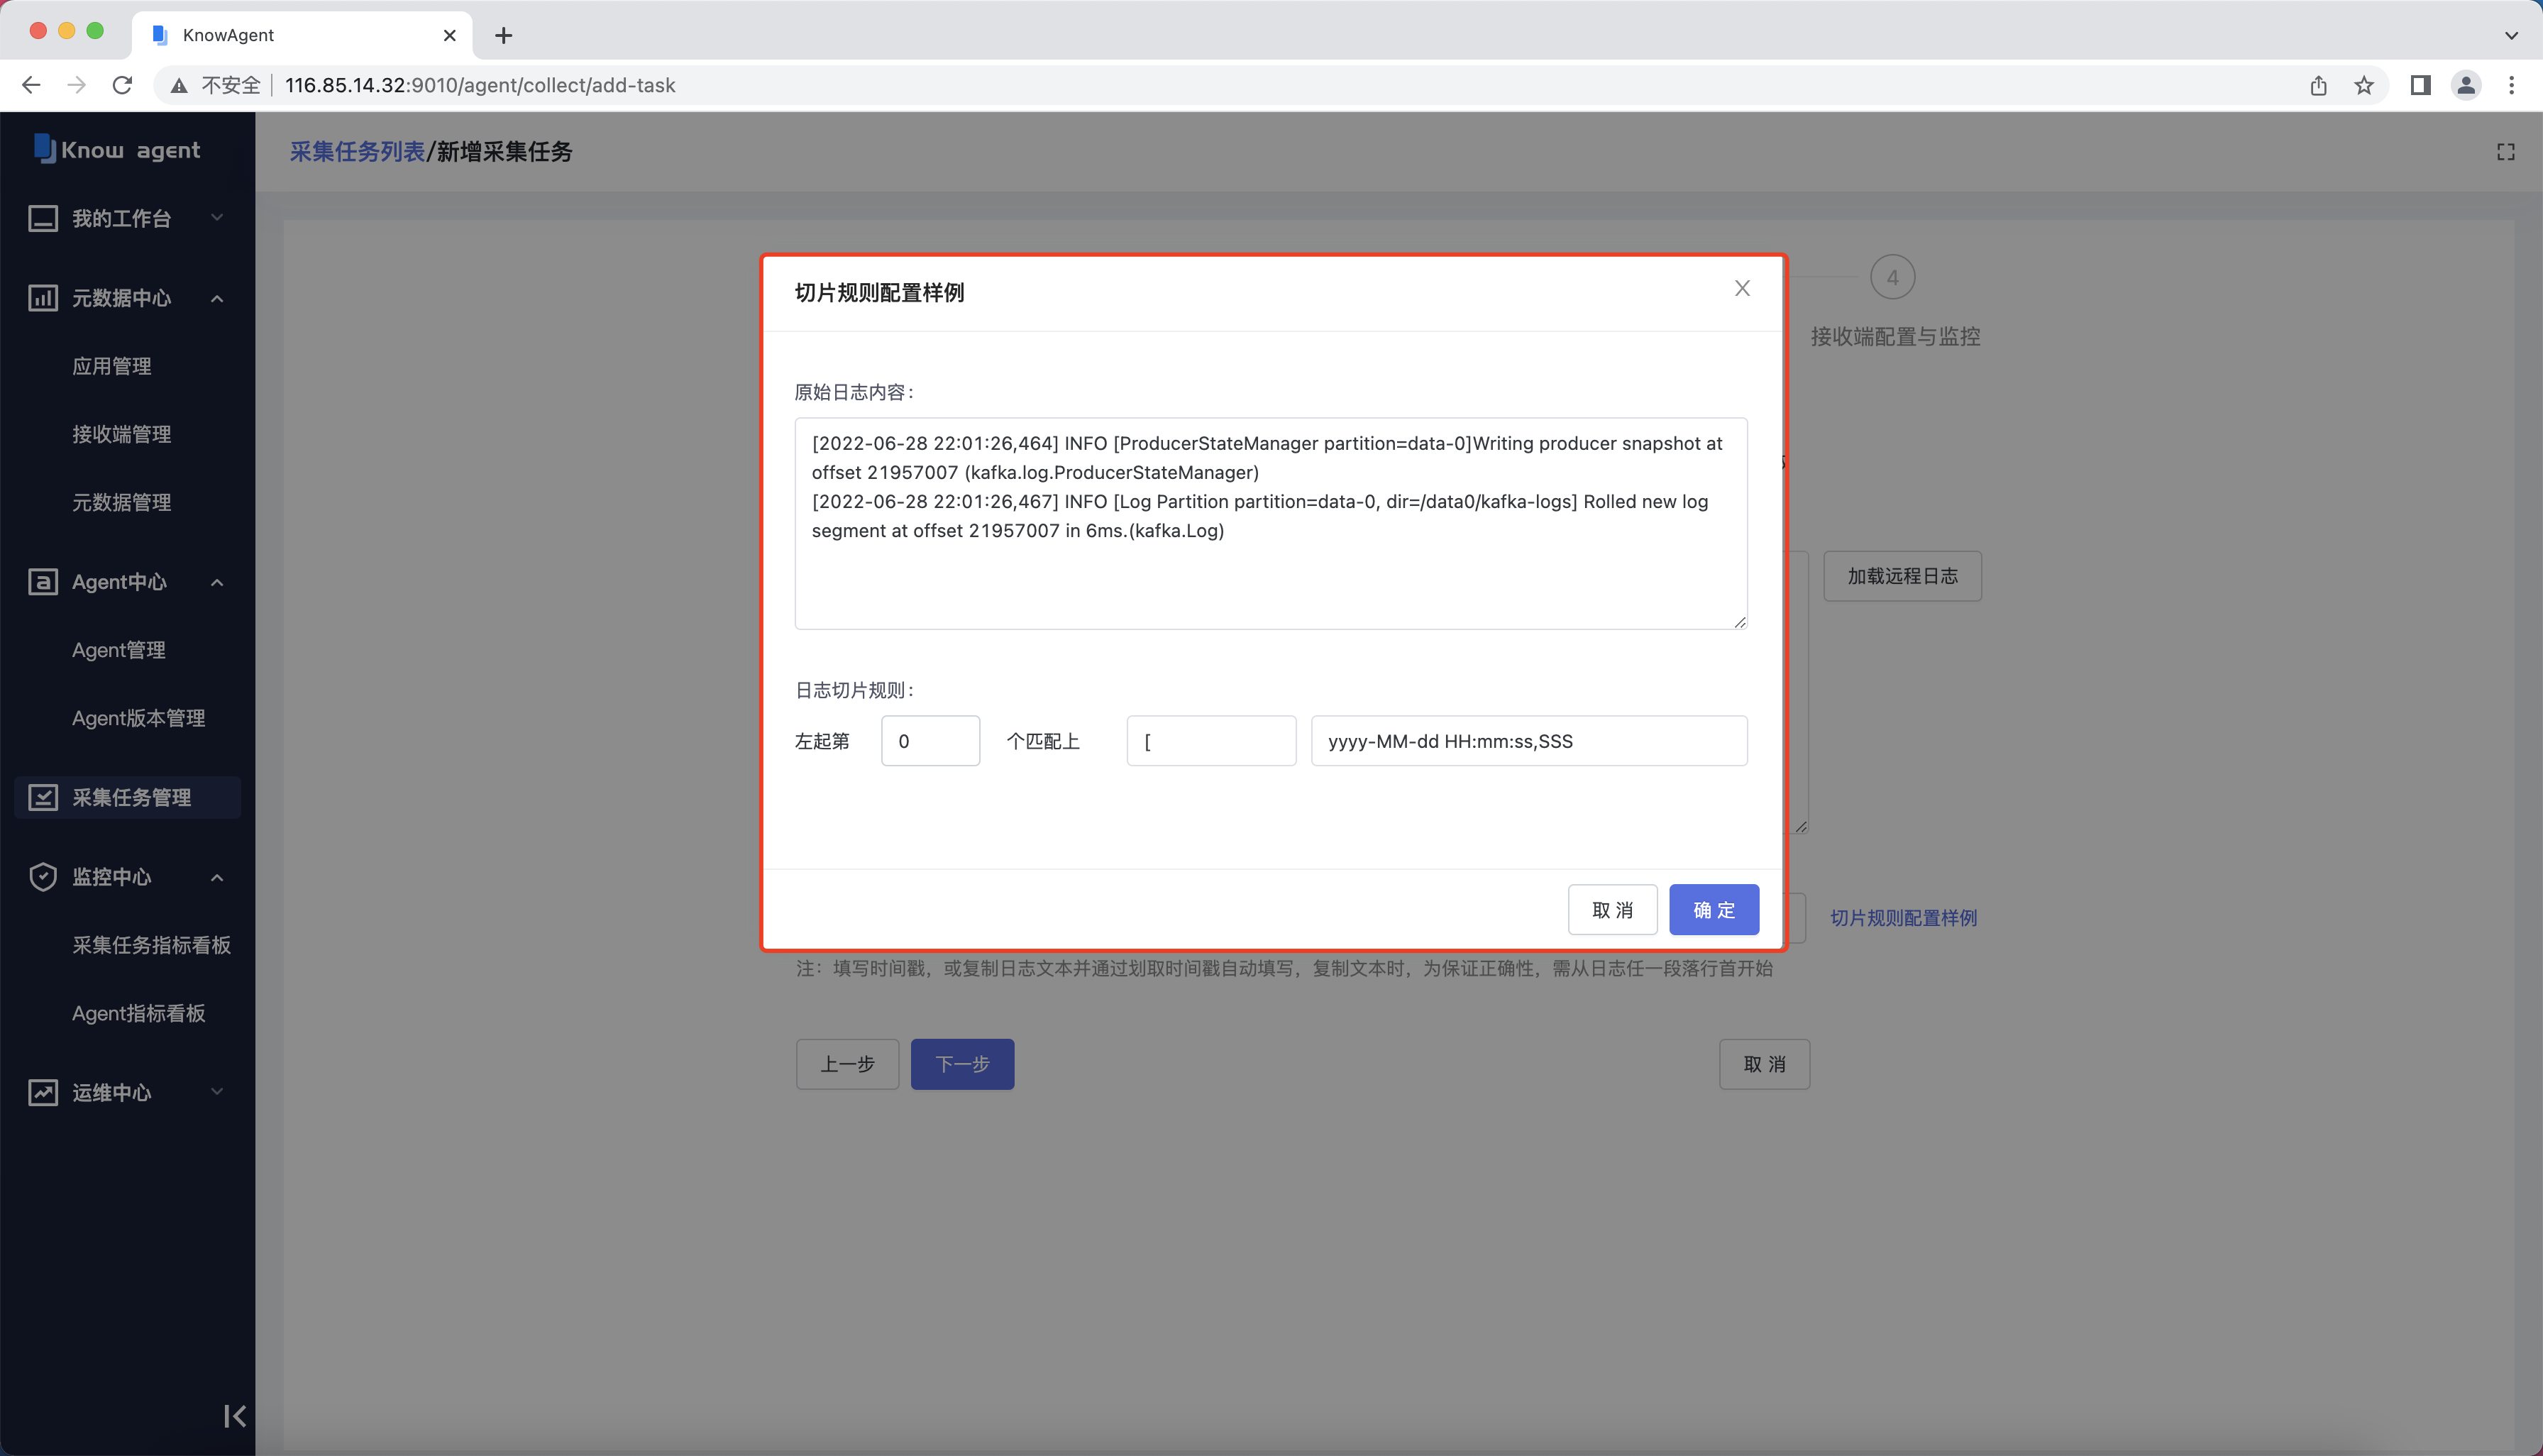 KnowAgent
不安全
116.85.14.32:9010/agent/collect/add-task
Know agent
采集任务列表/新增采集任务
我的工作台
元数据中心
应用管理
接收端管理
元数据管理
Agent中心
Agent管理
Agent版本管理
采集任务管理
监控中心
采集任务指标看板
Agent指标看板
运维中心
4
接收端配置与监控
切片规则配置样例
原始日志内容：
[2022-06-28 22:01:26,464] INFO [ProducerStateManager partition=data-0]Writing producer snapshot at
offset 21957007 (kafka.log.ProducerStateManager)
[2022-06-28 22:01:26,467] INFO [Log Partition partition=data-0, dir=/data0/kafka-logs] Rolled new log
segment at offset 21957007 in 6ms.(kafka.Log)
加载远程日志
日志切片规则：
左起第 0 个匹配上 [ yyyy-MM-dd HH:mm:ss,SSS
取 消 确 定
切片规则配置样例
注：填写时间戳，或复制日志文本并通过划取时间戳自动填写，复制文本时，为保证正确性，需从日志任一段落行首开始
上一步 下一步 取 消